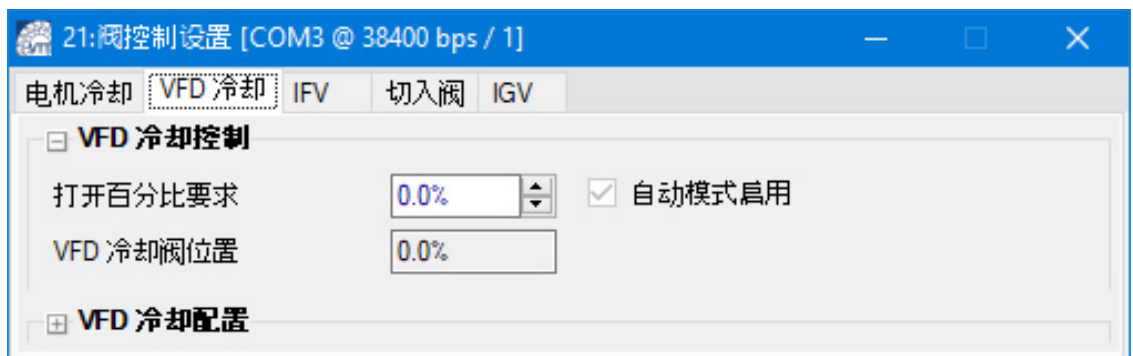 21:阀控制设置 [COM3 @ 38400 bps / 1]
电机冷却 VFD 冷却 IFV 切入阀 IGV
VFD 冷却控制
打开百分比要求 0.0% 自动模式启用
VFD 冷却阀位置 0.0%
VFD 冷却配置